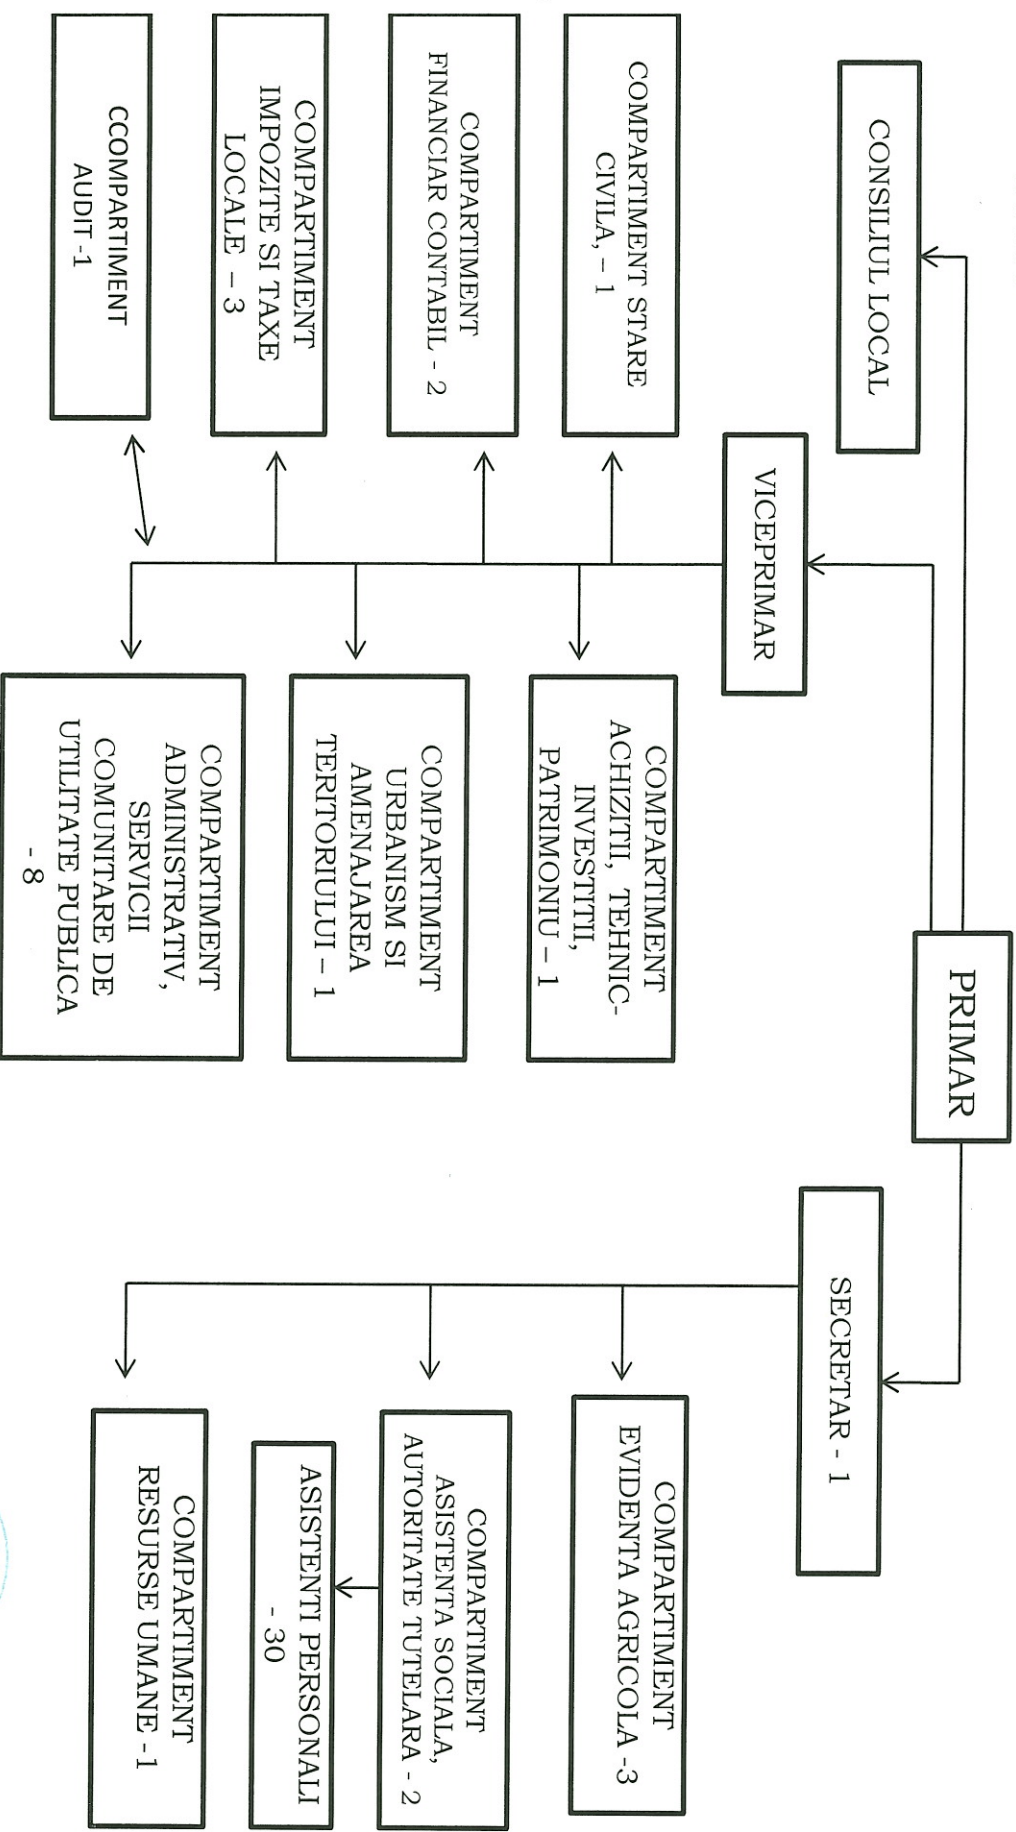 PRIMAR
CONSILIUL LOCAL
VICEPRIMAR
SECRETAR - 1
COMPARTIMENT STARE
CIVILA, – 1
COMPARTIMENT
FINANCIAR CONTABIL - 2
COMPARTIMENT
IMPOZITE SI TAXE
LOCALE – 3
CCOMPARTIMENT
AUDIT -1
COMPARTIMENT
ACHIZITII, TEHNIC-
INVESTITII,
PATRIMONIU – 1
COMPARTIMENT
URBANISM SI
AMENAJAREA
TERITORIULUI – 1
COMPARTIMENT
ADMINISTRATIV,
SERVICII
COMUNITARE DE
UTILITATE PUBLICA
- 8
COMPARTIMENT
EVIDENTA AGRICOLA -3
COMPARTIMENT
ASISTENTA SOCIALA,
AUTORITATE TUTELARA - 2
ASISTENTI PERSONALI
- 30
COMPARTIMENT
RESURSE UMANE -1